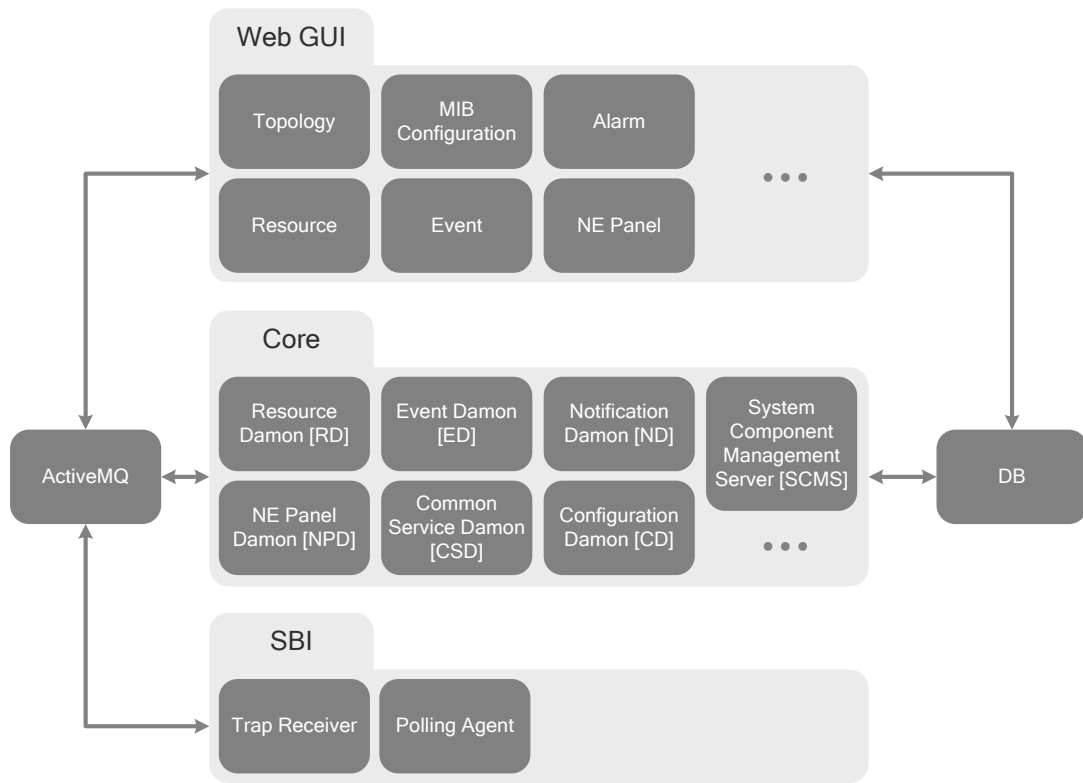 Web GUI
Topology
MIB
Configuration
Alarm
Resource
Event
NE Panel
Core
Resource
Damon [RD]
Event Damon
[ED]
Notification
Damon [ND]
System
Component
Management
Server [SCMS]
ActiveMQ
DB
NE Panel
Damon [NPD]
Common
Service Damon
[CSD]
Configuration
Damon [CD]
SBI
Trap Receiver
Polling Agent